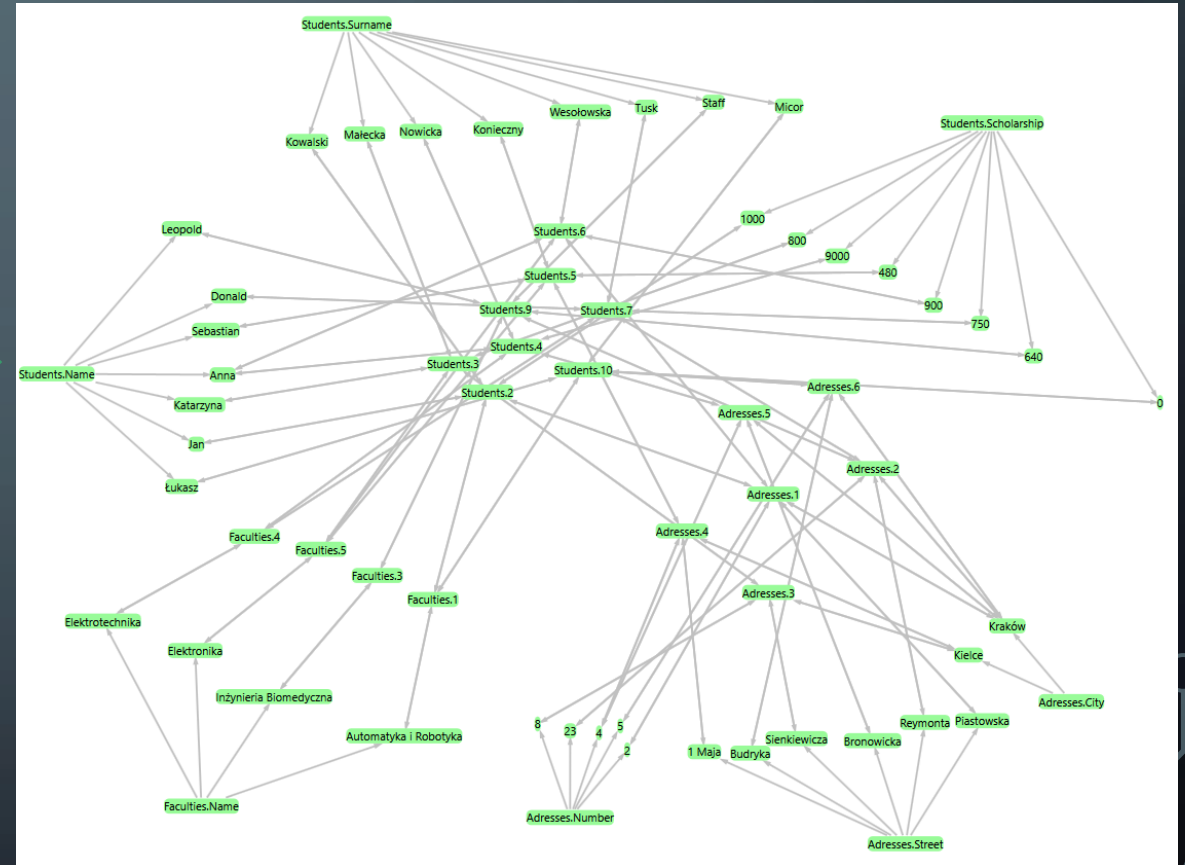 Students.Surname
Micor
Staff
Tusk
Wesołowska
Students.Scholarship
Konieczny
Nowicka
Małecka
Kowalski
1000
Leopold
Students.6
800
9000
480
Students.5
Donald
900
Students.9
Students.7
750
Sebastian
Students.4
640
Students.3
Students.10
Students.Name
Anna
Adresses.6
Students.2
0
Katarzyna
Adresses.5
Jan
Adresses.2
Łukasz
Adresses.1
Adresses.4
Faculties.4
Faculties.5
Faculties.3
Adresses.3
Faculties.1
Elektrotechnika
Kraków
Elektronika
Kielce
Inżynieria Biomedyczna
Adresses.City
8
23
4
5
Reymonta
Piastowska
Automatyka i Robotyka
2
1 Maja
Budryka
Sienkiewicza
Bronowicka
Faculties.Name
Adresses.Number
Adresses.Street